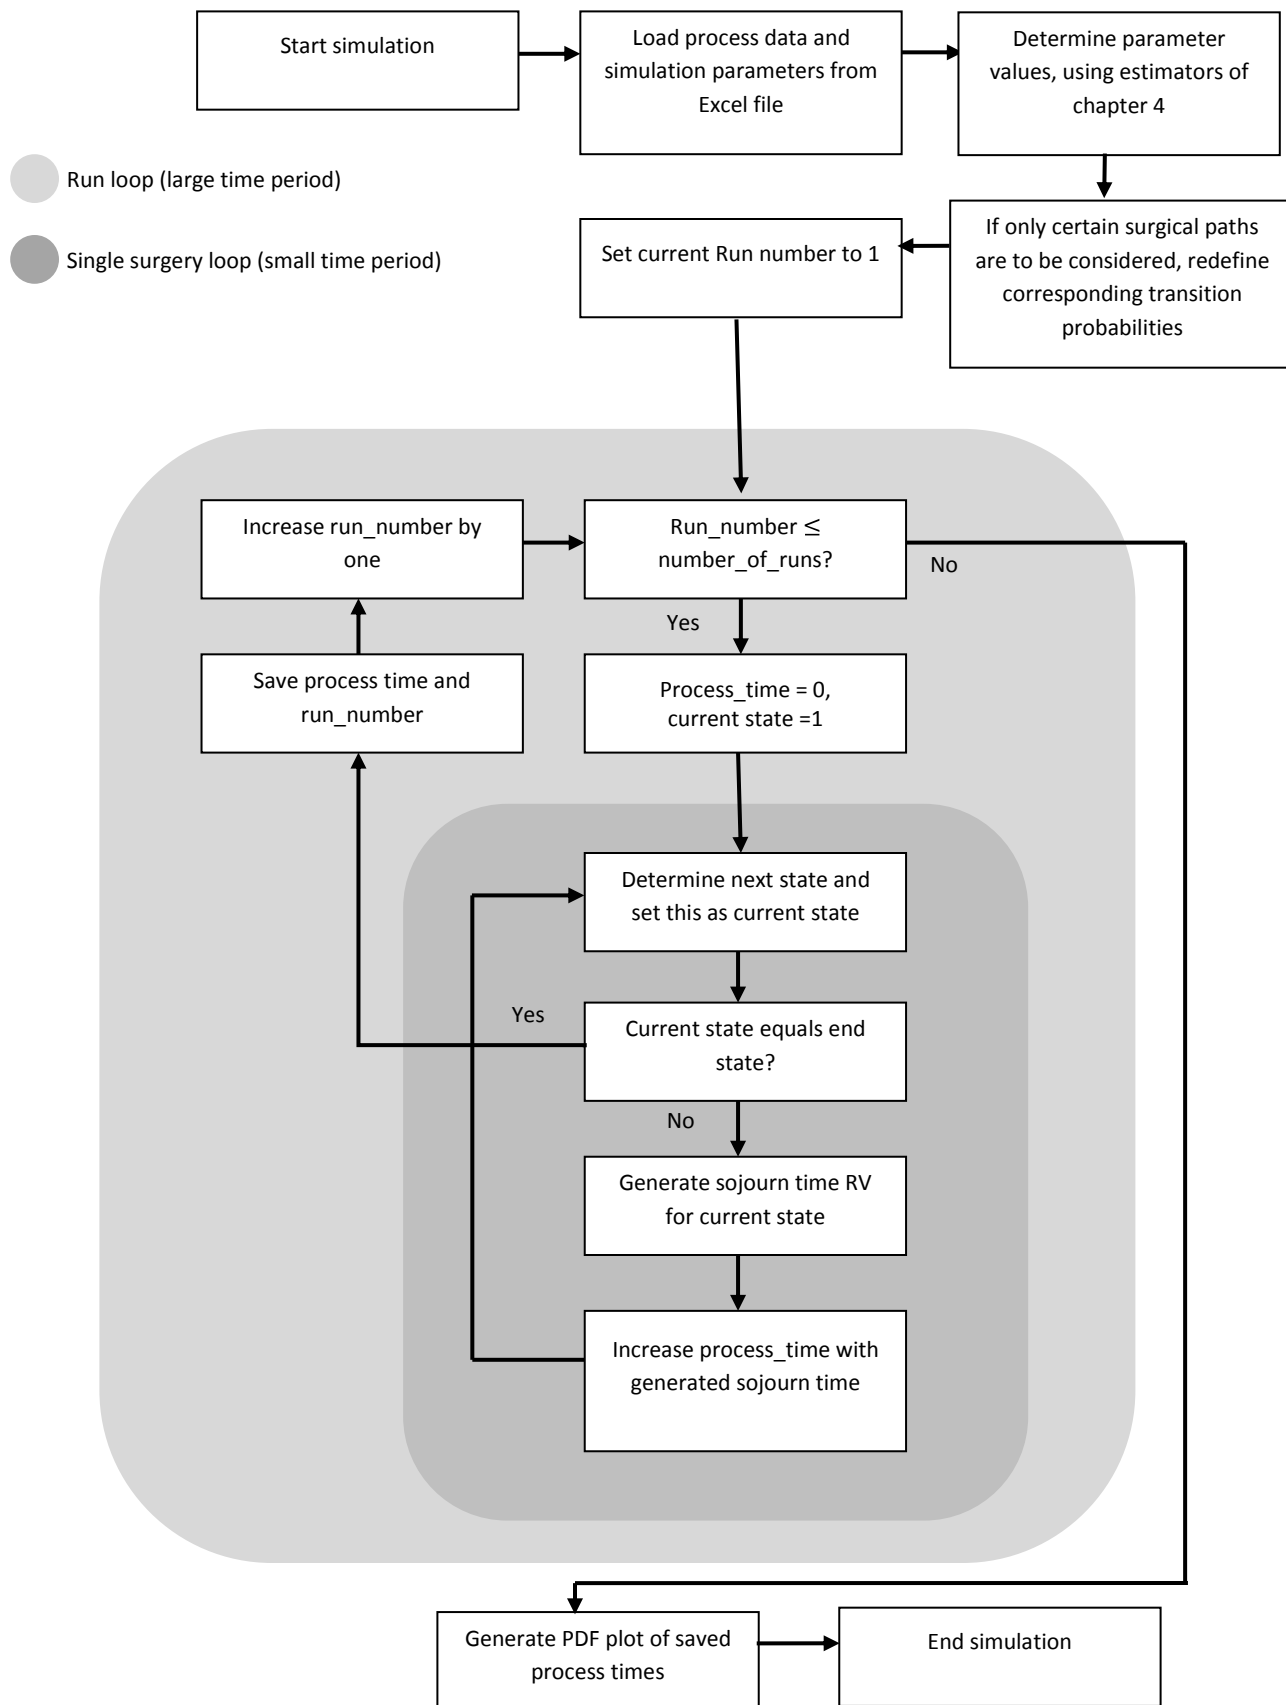 Start simulation
Load process data and
simulation parameters from
Excel file
Determine parameter
values, using estimators of
chapter 4
Run loop (large time period)
Single surgery loop (small time period)
Set current Run number to 1
If only certain surgical paths
are to be considered, redefine
corresponding transition
probabilities
Increase run_number by
one
Run_number ≤
number_of_runs?
No
Yes
Save process time and
run_number
Process_time = 0,
current state =1
Determine next state and
set this as current state
Yes
Current state equals end
state?
No
Generate sojourn time RV
for current state
Increase process_time with
generated sojourn time
Generate PDF plot of saved
process times
End simulation